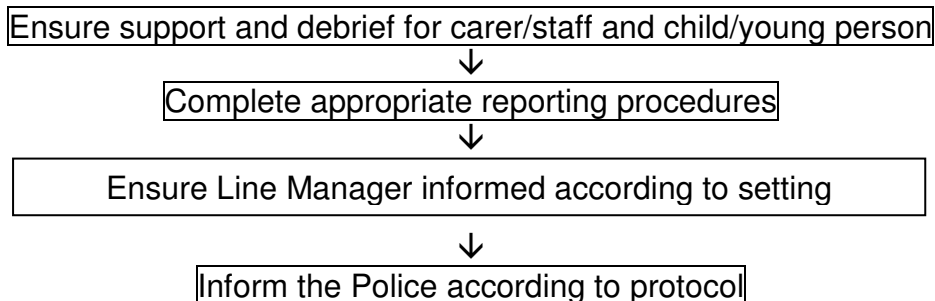 Ensure support and debrief for carer/staff and child/young person
Complete appropriate reporting procedures
Ensure Line Manager informed according to setting
Inform the Police according to protocol